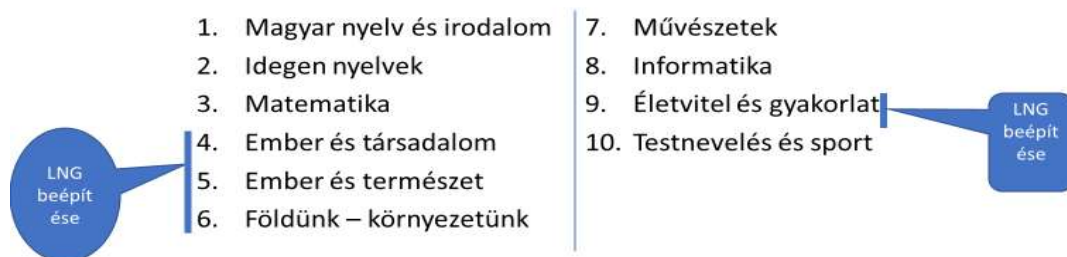 1. Magyar nyelv és irodalom
2. Idegen nyelvek
3. Matematika
4. Ember és társadalom
5. Ember és természet
6. Földünk – környezetünk
7. Művészetek
8. Informatika
9. Életvitel és gyakorlat
10. Testnevelés és sport
LNG
beépít
ése
LNG
beépít
ése